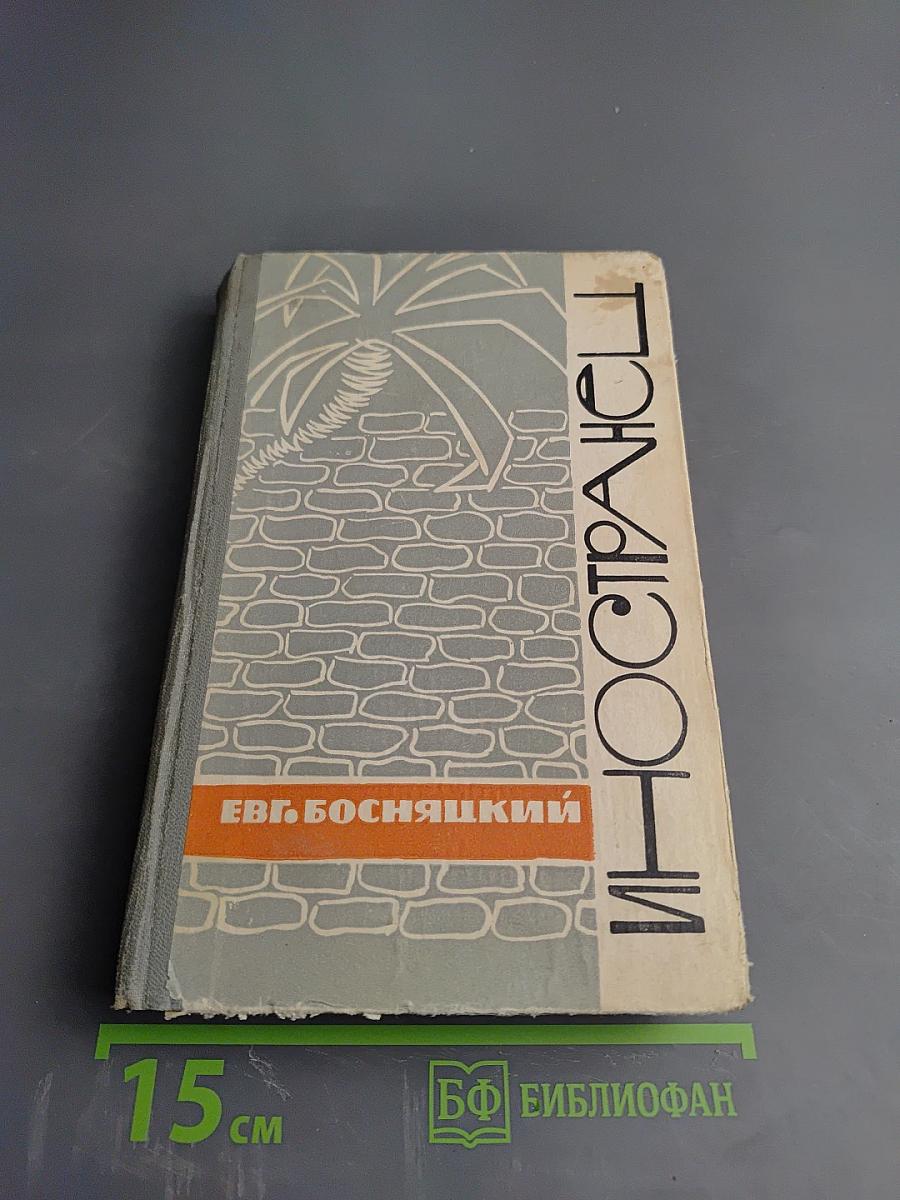 ИНОСТРАНЕЦ
ЕВГ. БОСНЯЦКИЙ
15 см
БФ БИБЛИОФАН